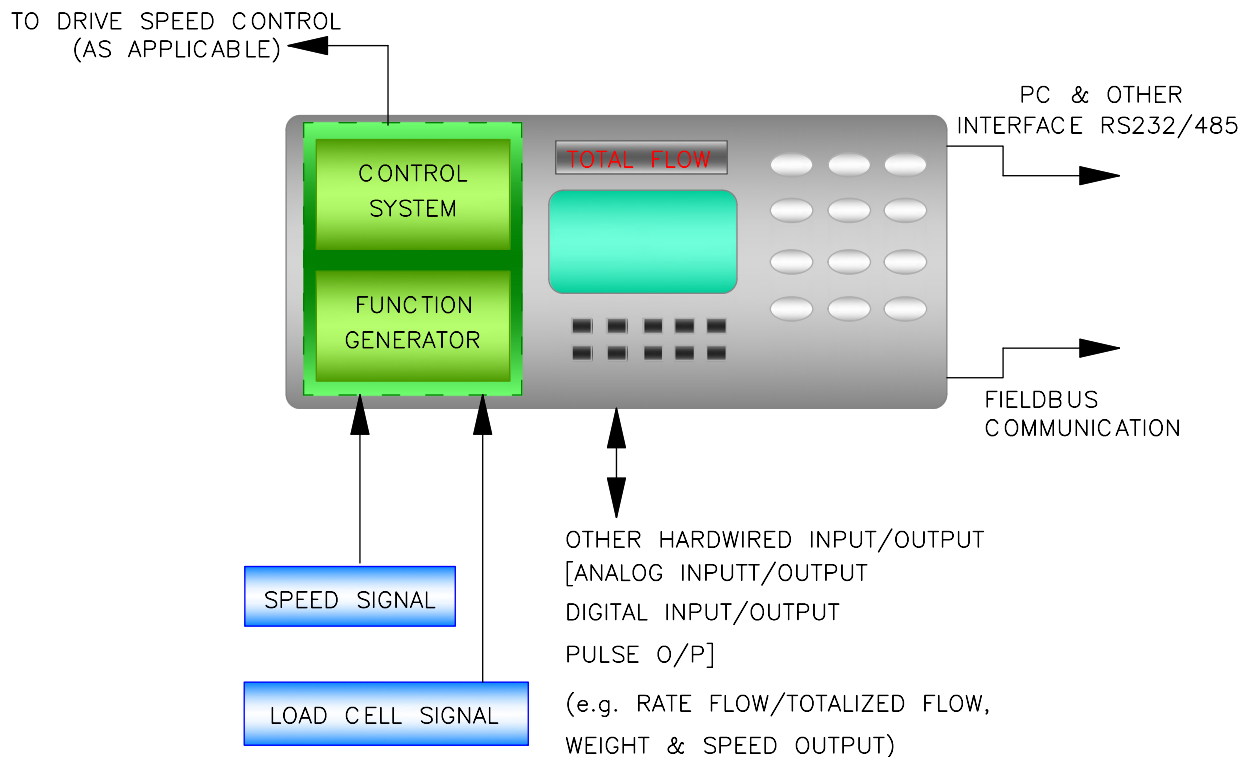 TO DRIVE SPEED CONTROL
(AS APPLICABLE)
PC & OTHER
INTERFACE RS232/485
CONTROL
SYSTEM
TOTAL FLOW
FUNCTION
GENERATOR
FIELDBUS
COMMUNICATION
SPEED SIGNAL
LOAD CELL SIGNAL
OTHER HARDWIRED INPUT/OUTPUT
[ANALOG INPUTT/OUTPUT
DIGITAL INPUT/OUTPUT
PULSE O/P]
(e.g. RATE FLOW/TOTALIZED FLOW,
WEIGHT & SPEED OUTPUT)